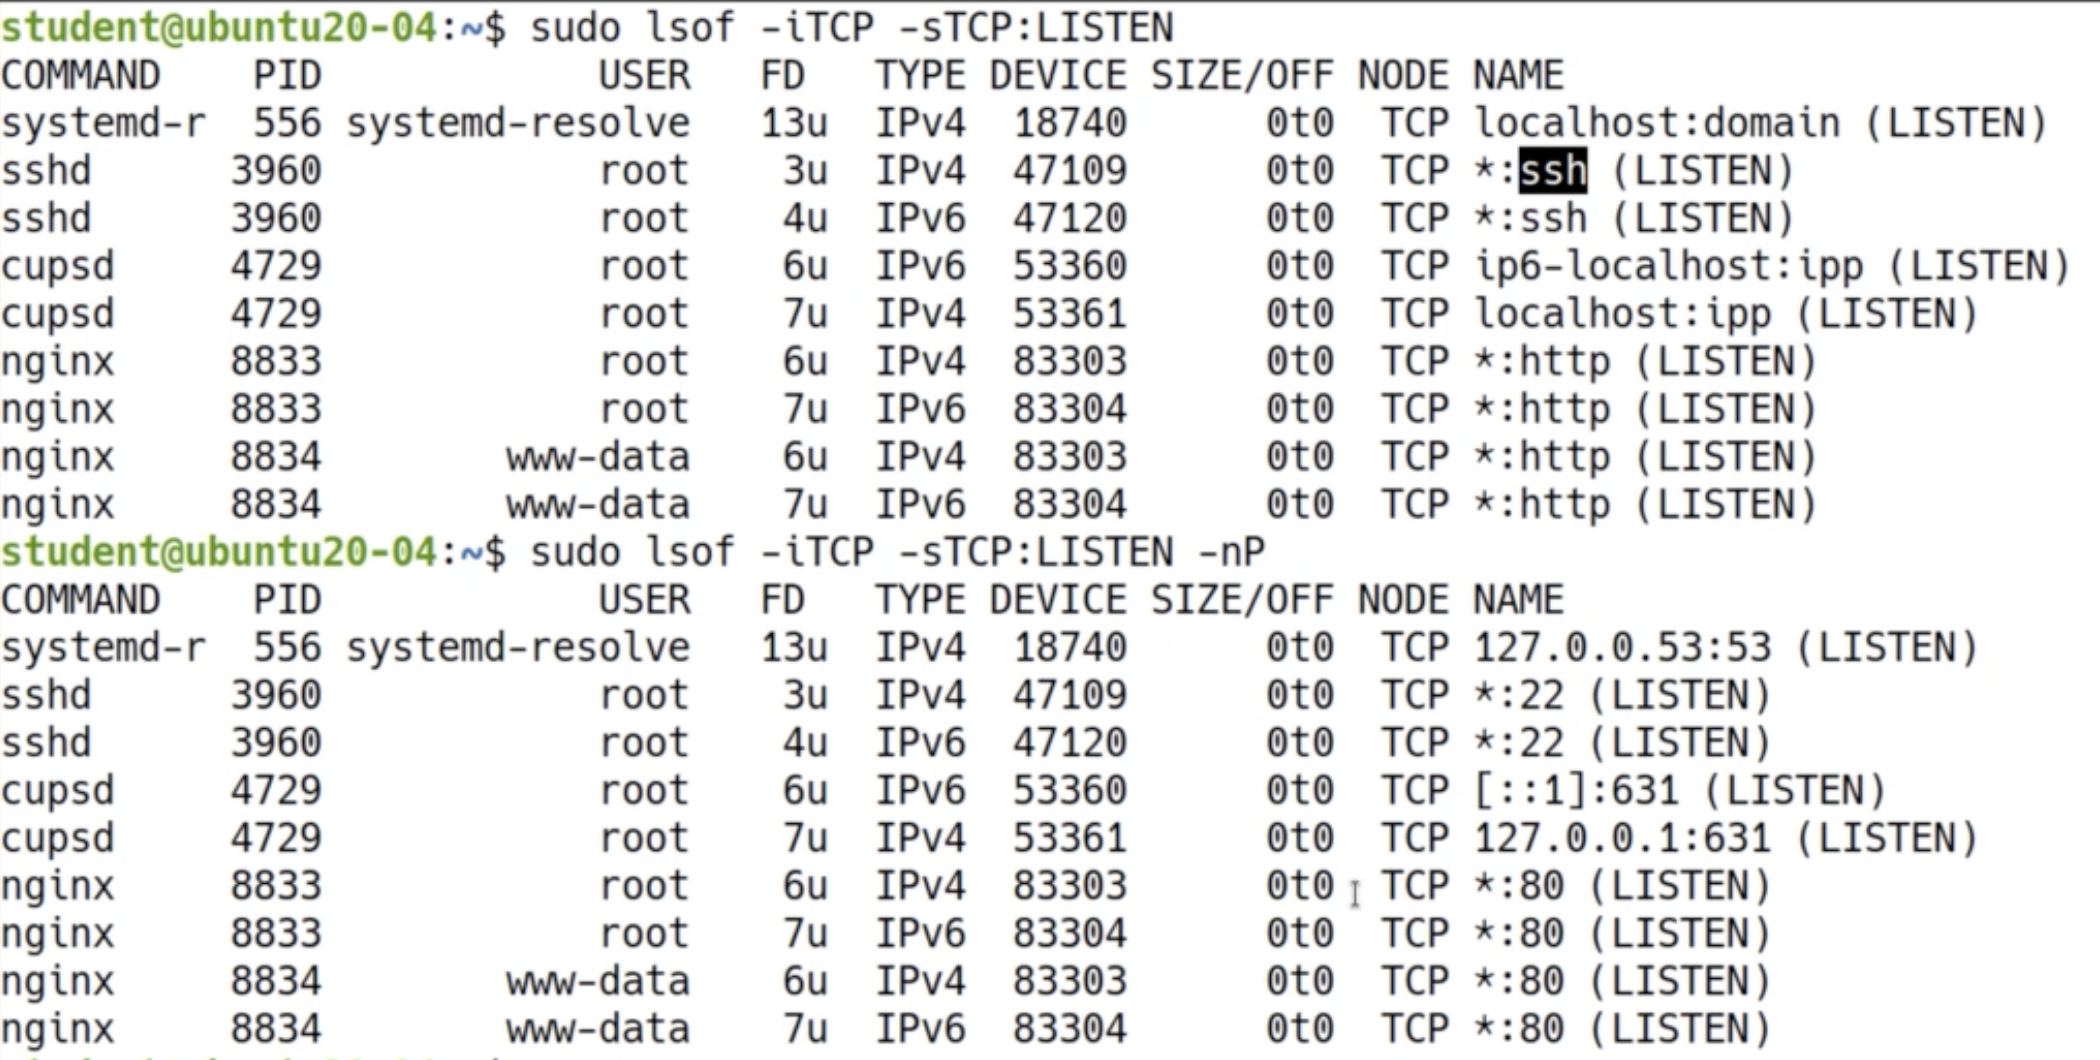 student@ubuntu20-04:~$ sudo lsof -iTCP -sTCP:LISTEN
COMMAND    PID            USER   FD   TYPE DEVICE SIZE/OFF NODE NAME
systemd-r  556 systemd-resolve   13u  IPv4  18740      0t0  TCP localhost:domain (LISTEN)
sshd      3960            root    3u  IPv4  47109      0t0  TCP *:ssh (LISTEN)
sshd      3960            root    4u  IPv6  47120      0t0  TCP *:ssh (LISTEN)
cupsd     4729            root    6u  IPv6  53360      0t0  TCP ip6-localhost:ipp (LISTEN)
cupsd     4729            root    7u  IPv4  53361      0t0  TCP localhost:ipp (LISTEN)
nginx     8833            root    6u  IPv4  83303      0t0  TCP *:http (LISTEN)
nginx     8833            root    7u  IPv6  83304      0t0  TCP *:http (LISTEN)
nginx     8834        www-data    6u  IPv4  83303      0t0  TCP *:http (LISTEN)
nginx     8834        www-data    7u  IPv6  83304      0t0  TCP *:http (LISTEN)
student@ubuntu20-04:~$ sudo lsof -iTCP -sTCP:LISTEN -nP
COMMAND    PID            USER   FD   TYPE DEVICE SIZE/OFF NODE NAME
systemd-r  556 systemd-resolve   13u  IPv4  18740      0t0  TCP 127.0.0.53:53 (LISTEN)
sshd      3960            root    3u  IPv4  47109      0t0  TCP *:22 (LISTEN)
sshd      3960            root    4u  IPv6  47120      0t0  TCP *:22 (LISTEN)
cupsd     4729            root    6u  IPv6  53360      0t0  TCP [::1]:631 (LISTEN)
cupsd     4729            root    7u  IPv4  53361      0t0  TCP 127.0.0.1:631 (LISTEN)
nginx     8833            root    6u  IPv4  83303      0t0  TCP *:80 (LISTEN)
nginx     8833            root    7u  IPv6  83304      0t0  TCP *:80 (LISTEN)
nginx     8834        www-data    6u  IPv4  83303      0t0  TCP *:80 (LISTEN)
nginx     8834        www-data    7u  IPv6  83304      0t0  TCP *:80 (LISTEN)